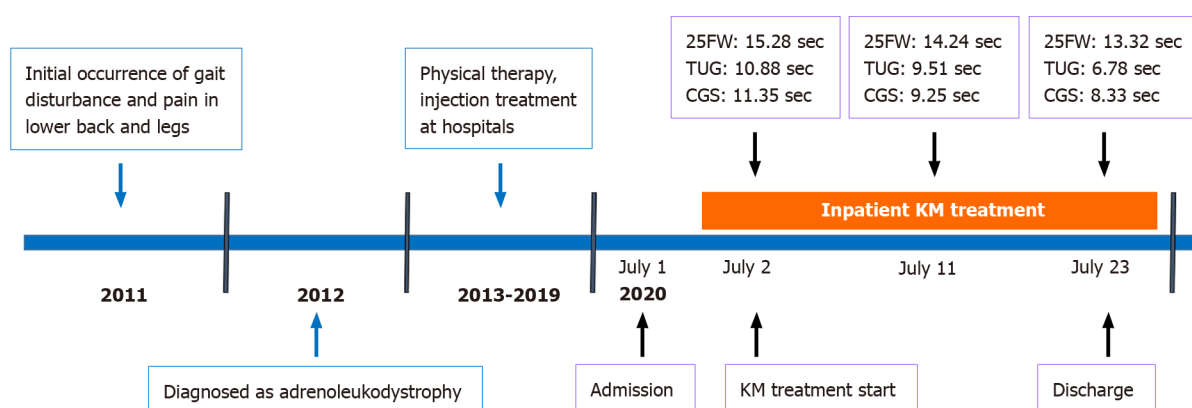 Initial occurrence of gait
disturbance and pain in
lower back and legs
Physical therapy,
injection treatment
at hospitals
25FW: 15.28 sec
TUG: 10.88 sec
CGS: 11.35 sec
25FW: 14.24 sec
TUG: 9.51 sec
CGS: 9.25 sec
25FW: 13.32 sec
TUG: 6.78 sec
CGS: 8.33 sec
Inpatient KM treatment
2011
2012
2013-2019
July 1
2020
July 2
July 11
July 23
Diagnosed as adrenoleukodystrophy
Admission
KM treatment start
Discharge